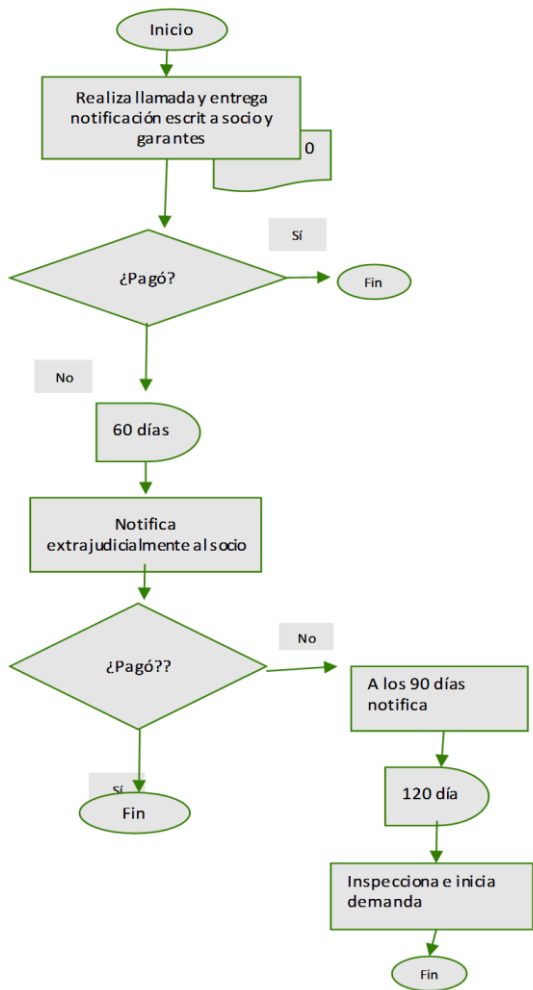 Inicio
Realiza llamada y entrega
notificación escrit a socio y
garantes
0
Sí
¿Pagó?
Fin
No
60 días
Notifica
extrajudicialmente al socio
No
¿Pagó??
A los 90 días
notifica
Sí
Fin
120 día
Inspecciona e inicia
demanda
Fin